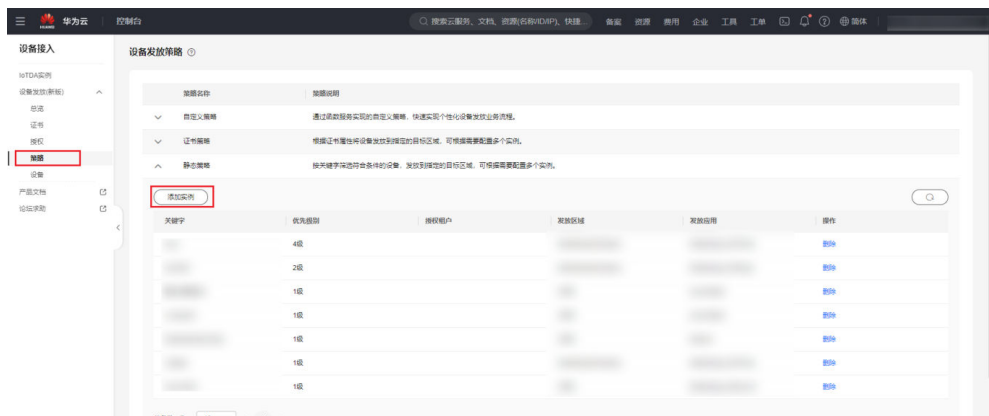 HUAWEI 华为云 控制台 搜索云服务、文档、资源(名称/ID/IP)、快捷... 备案 资源 费用 企业 工具 工单 简体
设备接入
设备发放策略
IoTDA实例
设备发放(新版)
总览
证书
授权
策略
设备
产品文档
论坛求助
策略名称 策略说明
自定义策略 通过函数服务实现的自定义策略，快速实现个性化设备发放业务流程。
证书策略 根据证书属性将设备发放到指定的目标区域，可根据需要配置多个实例。
静态策略 按关键字筛选符合条件的设备，发放到指定的目标区域，可根据需要配置多个实例。
添加实例
关键字 优先级别 授权租户 发放区域 发放应用 操作
4级 删除
2级 删除
1级 删除
1级 删除
1级 删除
1级 删除
1级 删除